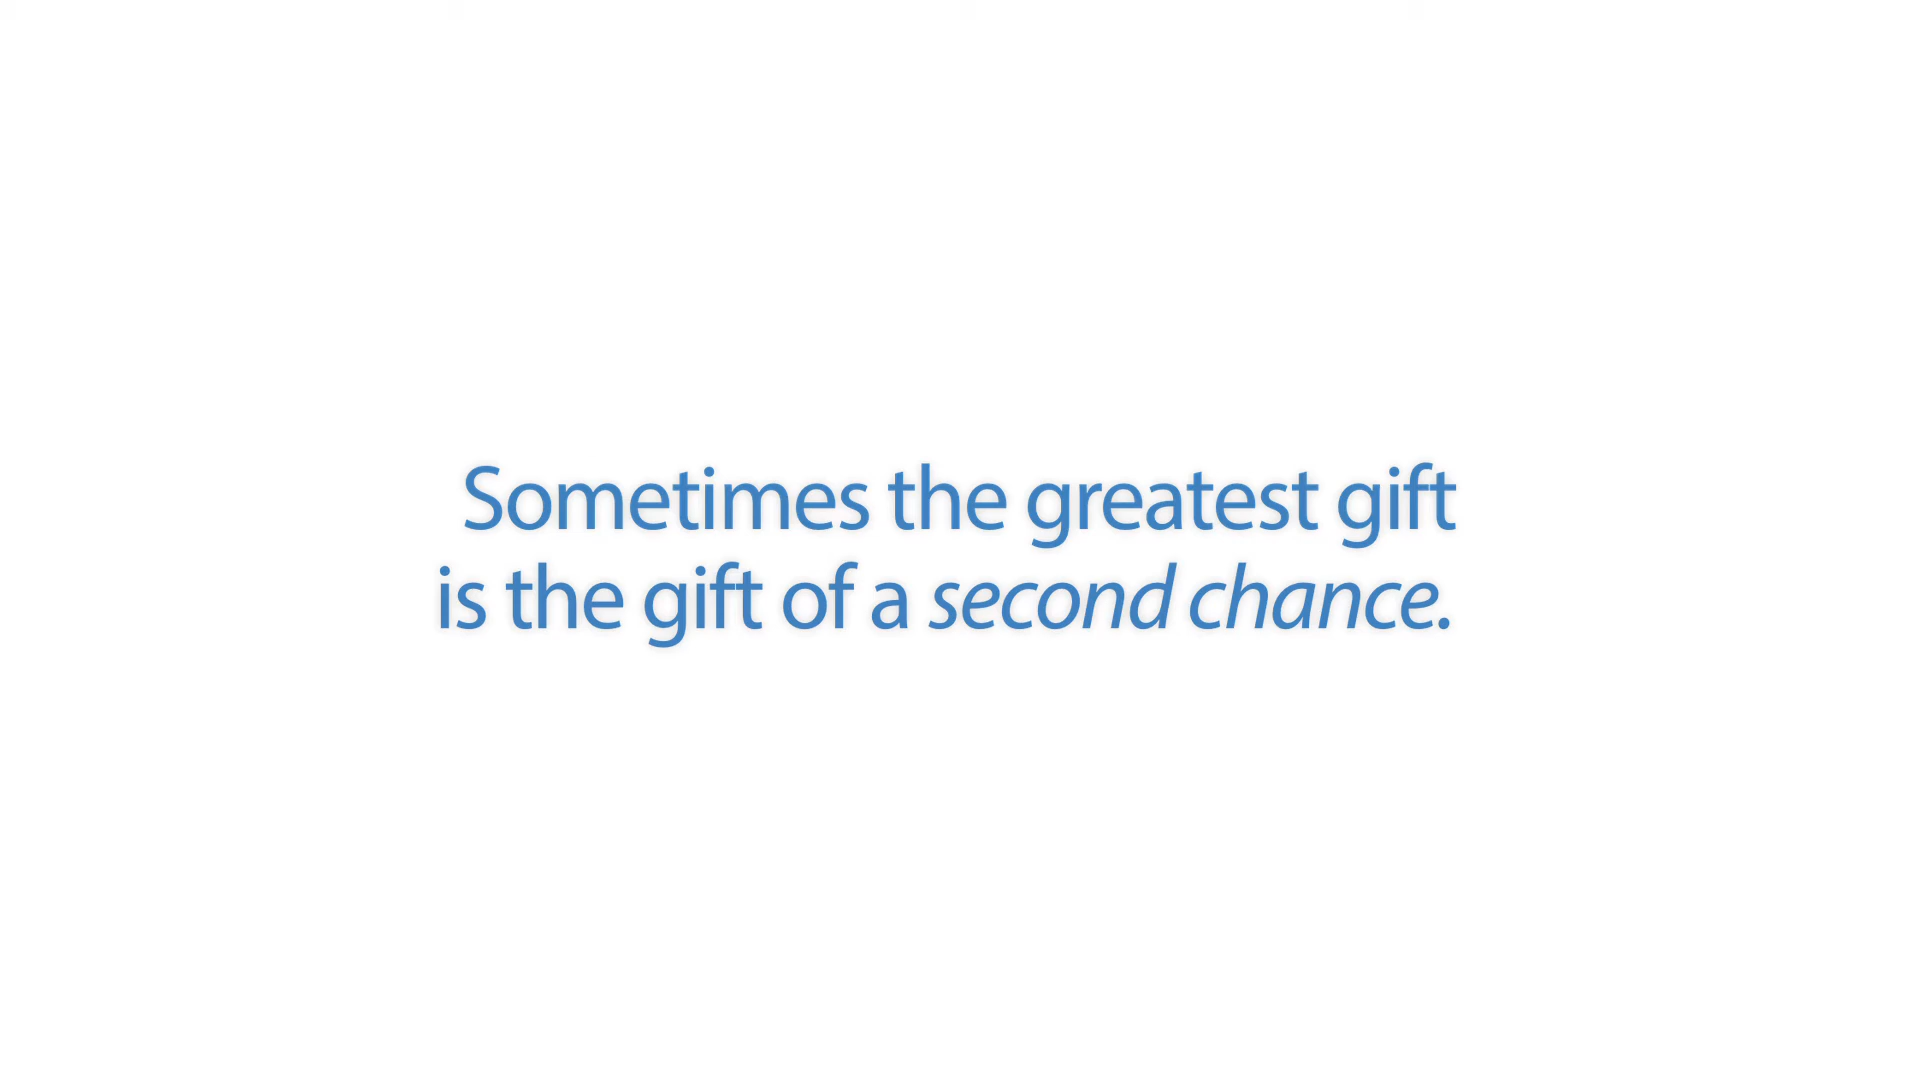 Sometimes the greatest gift
is the gift of a second chance.